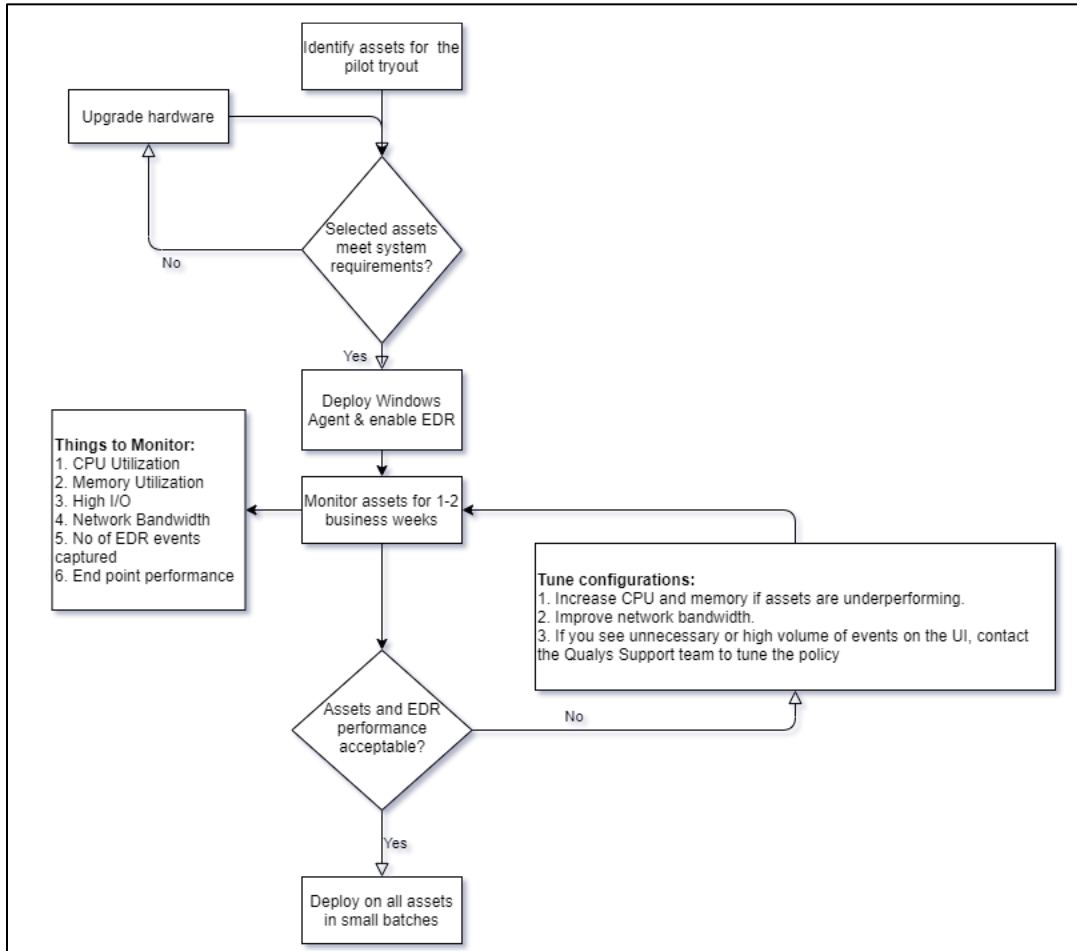 Identify assets for the
pilot tryout
Upgrade hardware
Selected assets
meet system
requirements?
No
Yes
Deploy Windows
Agent & enable EDR
Things to Monitor:
1. CPU Utilization
2. Memory Utilization
3. High I/O
4. Network Bandwidth
5. No of EDR events
captured
6. End point performance
Monitor assets for 1-2
business weeks
Tune configurations:
1. Increase CPU and memory if assets are underperforming.
2. Improve network bandwidth.
3. If you see unnecessary or high volume of events on the UI, contact
the Qualys Support team to tune the policy
Assets and EDR
performance
acceptable?
No
Yes
Deploy on all assets
in small batches